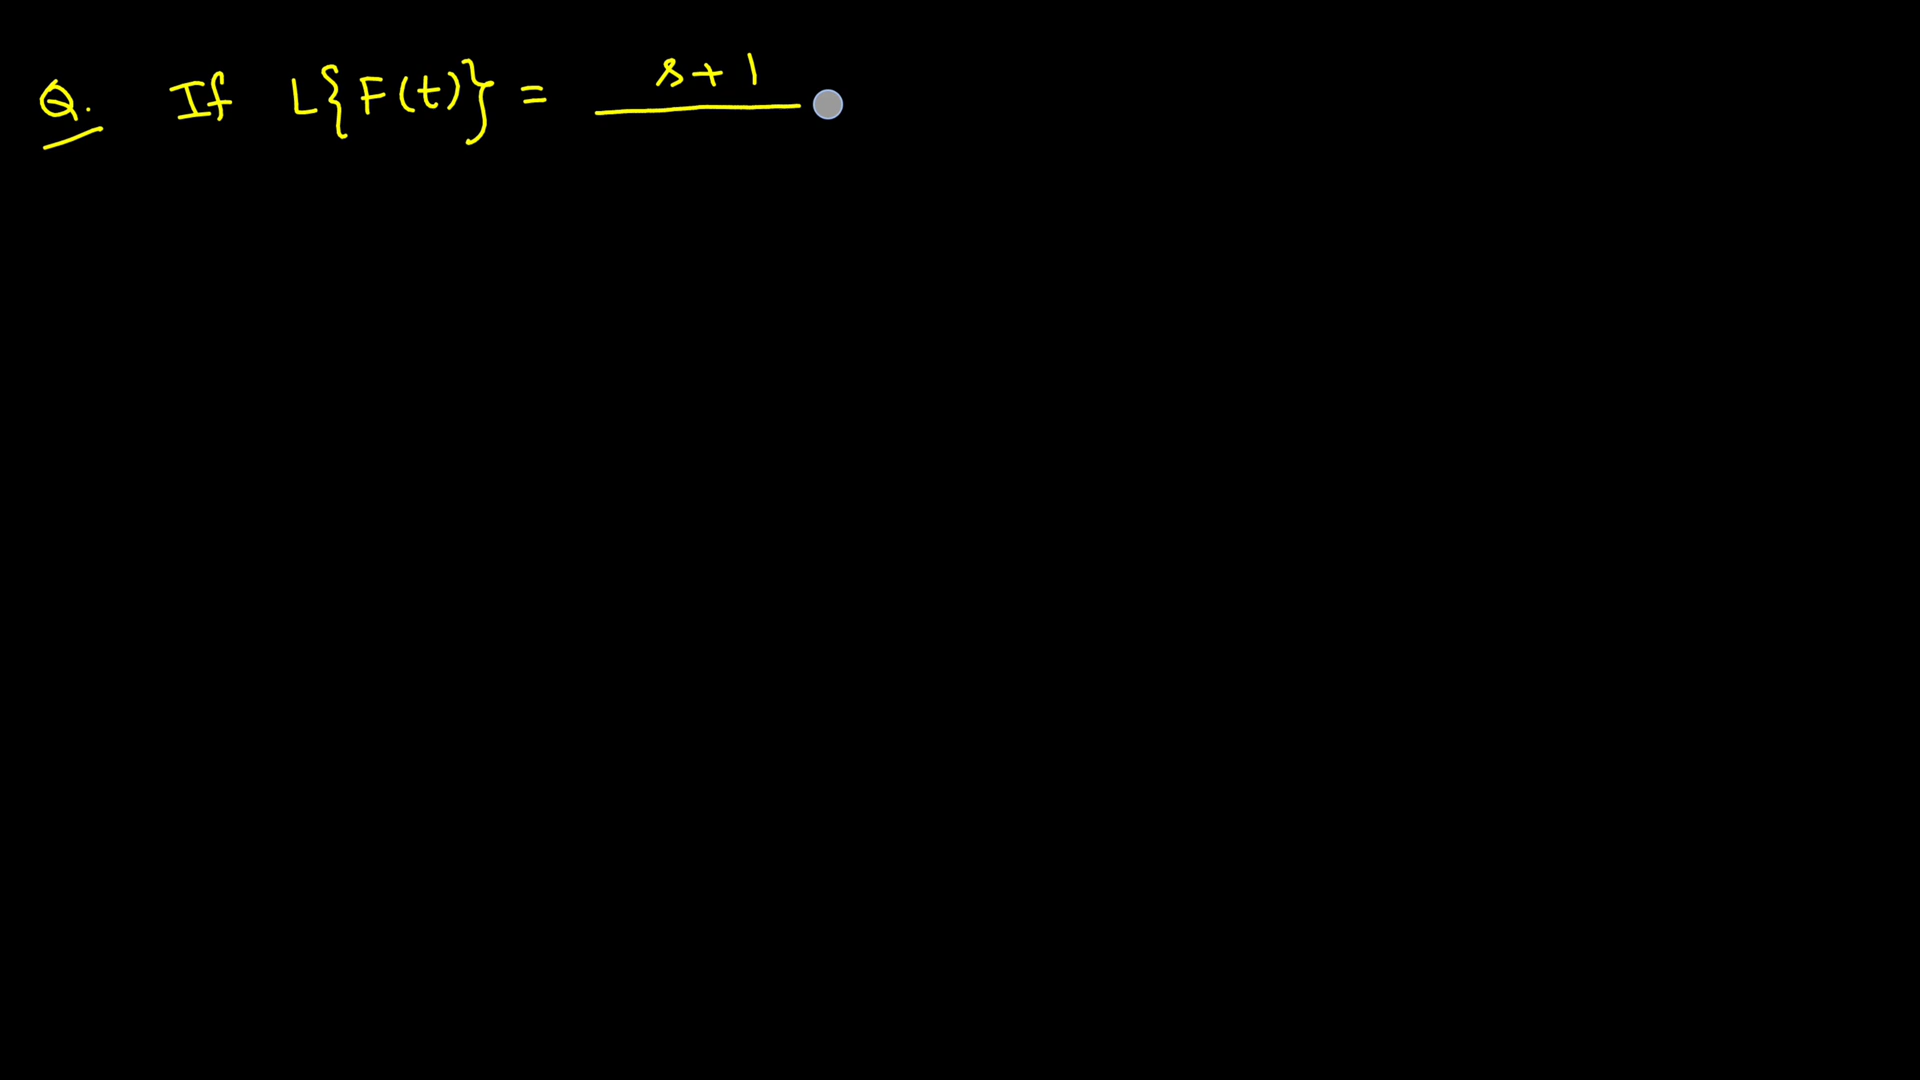 Q. If L{F(t)} = s+1 /